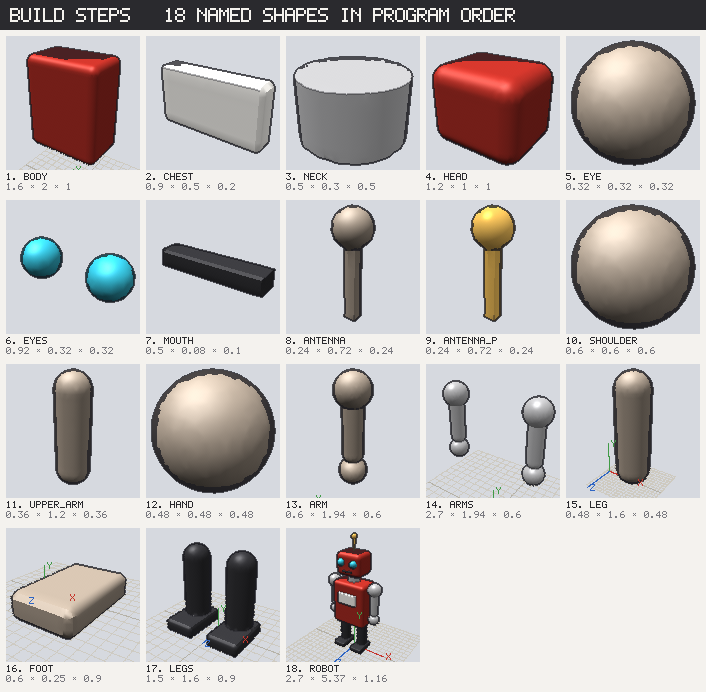 BUILD STEPS 18 NAMED SHAPES IN PROGRAM ORDER
1. BODY
1.6 × 2 × 1
2. CHEST
0.9 × 0.5 × 0.2
3. NECK
0.5 × 0.3 × 0.5
4. HEAD
1.2 × 1 × 1
5. EYE
0.32 × 0.32 × 0.32
6. EYES
0.92 × 0.32 × 0.32
7. MOUTH
0.5 × 0.08 × 0.1
8. ANTENNA
0.24 × 0.72 × 0.24
9. ANTENNA_P
0.24 × 0.72 × 0.24
10. SHOULDER
0.6 × 0.6 × 0.6
11. UPPER_ARM
0.36 × 1.2 × 0.36
12. HAND
0.48 × 0.48 × 0.48
13. ARM
0.6 × 1.94 × 0.6
Y
14. ARMS
2.7 × 1.94 × 0.6
Y
Z
X
15. LEG
0.48 × 1.6 × 0.48
Y
Z
X
16. FOOT
0.6 × 0.25 × 0.9
Y
X
17. LEGS
1.5 × 1.6 × 0.9
Y
Z
X
18. ROBOT
2.7 × 5.37 × 1.16